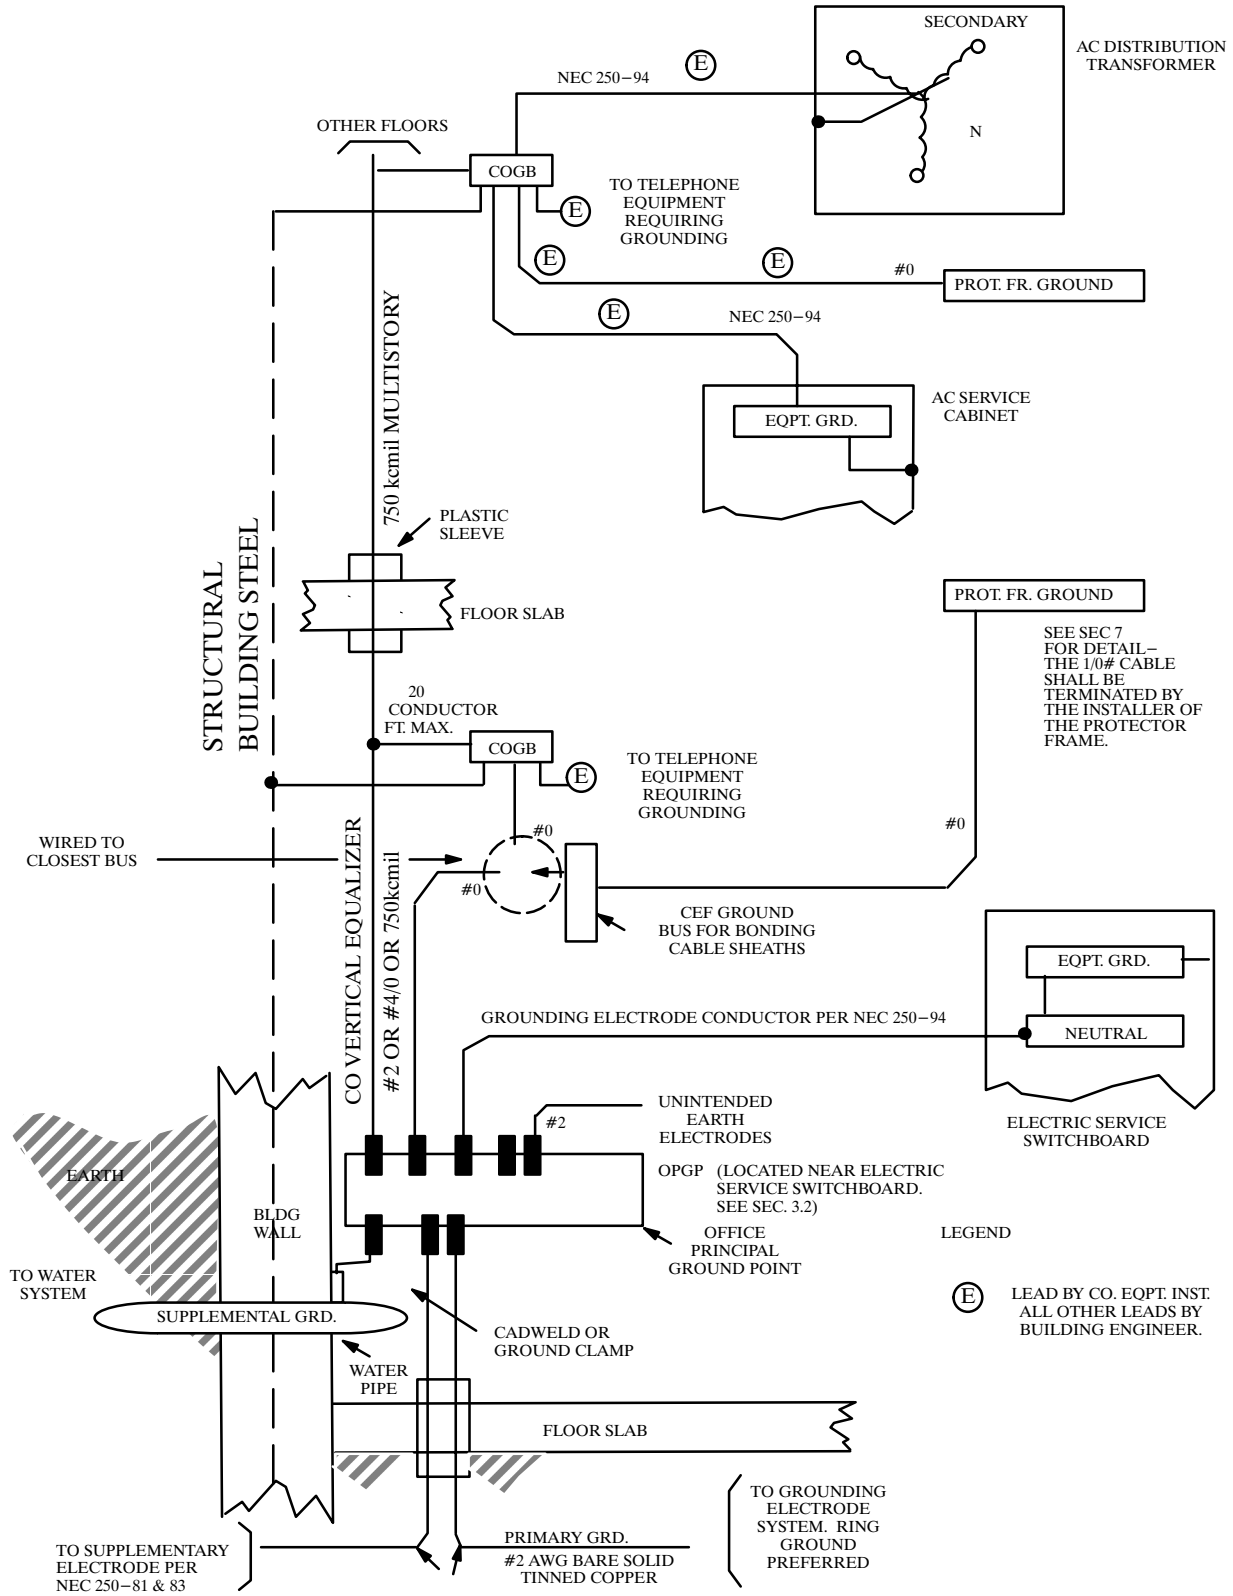 SECONDARY
AC DISTRIBUTION
TRANSFORMER
E
NEC 250−94
N
OTHER FLOORS
COGB
TO TELEPHONE
EQUIPMENT
REQUIRING
GROUNDING
E
E
E
#0
PROT. FR. GROUND
E
NEC 250−94
750 kcmil MULTISTORY
AC SERVICE
CABINET
EQPT. GRD.
PLASTIC
SLEEVE
STRUCTURAL
BUILDING STEEL
FLOOR SLAB
PROT. FR. GROUND
SEE SEC 7
FOR DETAIL−
THE 1/0# CABLE
SHALL BE
TERMINATED BY
THE INSTALLER OF
THE PROTECTOR
FRAME.
20
CONDUCTOR
FT. MAX.
COGB
E
TO TELEPHONE
EQUIPMENT
REQUIRING
GROUNDING
#0
#0
WIRED TO
CLOSEST BUS
#0
CO VERTICAL EQUALIZER
#2 OR #4/0 OR 750kcmil
CEF GROUND
BUS FOR BONDING
CABLE SHEATHS
EQPT. GRD.
GROUNDING ELECTRODE CONDUCTOR PER NEC 250−94
NEUTRAL
ELECTRIC SERVICE
SWITCHBOARD
#2
UNINTENDED
EARTH
ELECTRODES
OPGP (LOCATED NEAR ELECTRIC
SERVICE SWITCHBOARD.
SEE SEC. 3.2)
EARTH
BLDG
WALL
OFFICE
PRINCIPAL
GROUND POINT
LEGEND
TO WATER
SYSTEM
E
LEAD BY CO. EQPT. INST.
ALL OTHER LEADS BY
BUILDING ENGINEER.
SUPPLEMENTAL GRD.
CADWELD OR
GROUND CLAMP
WATER
PIPE
FLOOR SLAB
TO GROUNDING
ELECTRODE
SYSTEM. RING
GROUND
PREFERRED
PRIMARY GRD.
#2 AWG BARE SOLID
TINNED COPPER
TO SUPPLEMENTARY
ELECTRODE PER
NEC 250−81 & 83